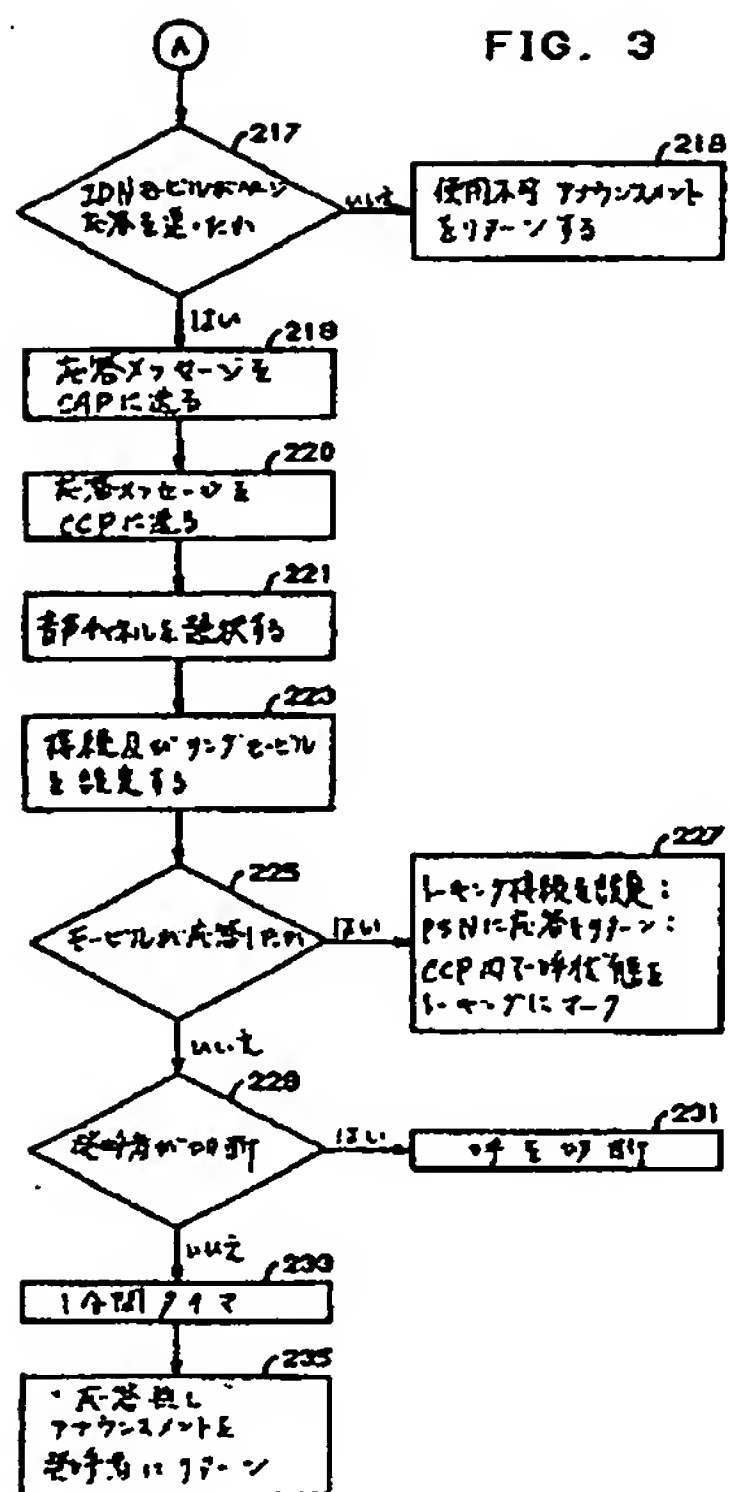 FIG. 3
A
217
IDNモービルがページ
応答を送ったか
いいえ
218
使用不可 アナウンスメント
をリターンする
はい
219
応答メッセージを
CAPに送る
220
応答メッセージを
CCPに送る
221
音声チャネルを選択する
223
接続及びリングモービル
を設定する
225
モービルが応答したか
はい
227
トーキング接続を設定:
PSNに応答をリターン:
CCP内で呼状態を
トーキングにマーク
いいえ
229
発呼者が切断
はい
231
呼を切断
いいえ
233
1分間タイマ
235
"応答無し"
アナウンスメントを
発呼者にリターン